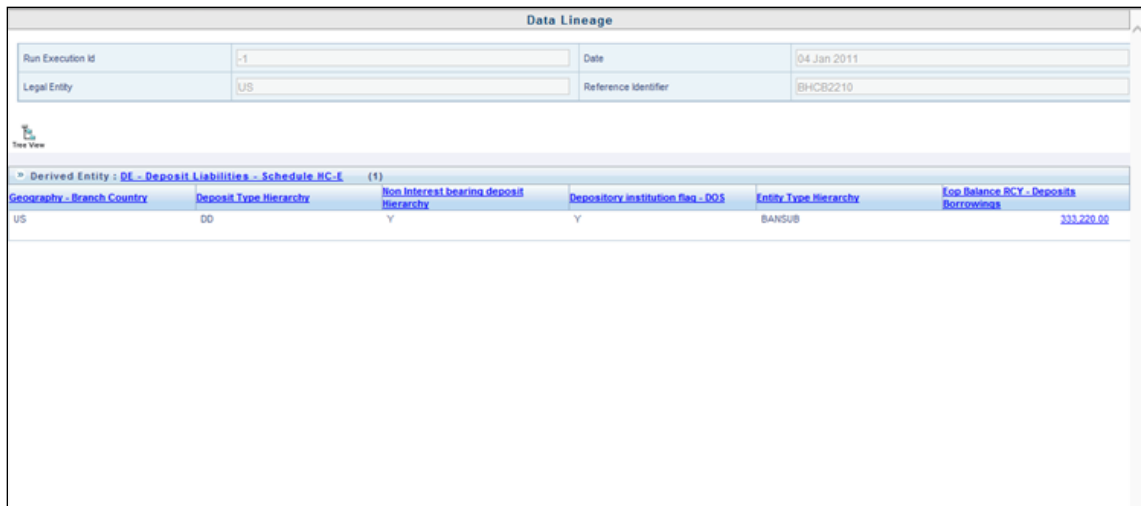 Data Lineage
Run Execution Id -1 Date 04 Jan 2011
Legal Entity US Reference Identifier BHCB2210
Tree View
» Derived Entity : DE - Deposit Liabilities - Schedule HC-E (1)
Geography - Branch Country Deposit Type Hierarchy Non Interest bearing deposit Hierarchy Depository institution flag - DOS Entity Type Hierarchy Eop Balance RCY - Deposits Borrowings
US DD Y Y BANSUB 333,220.00